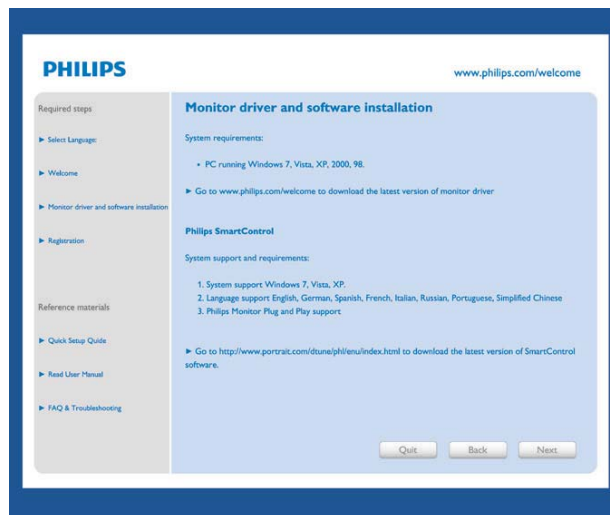 PHILIPS
www.philips.com/welcome
Required steps
► Select Language:
► Welcome
► Monitor driver and software installation
► Registration
Reference materials
► Quick Setup Guide
► Read User Manual
► FAQ & Troubleshooting
Monitor driver and software installation
System requirements:
• PC running Windows 7, Vista, XP, 2000, 98.
► Go to www.philips.com/welcome to download the latest version of monitor driver
Philips SmartControl
System support and requirements:
1. System support Windows 7, Vista, XP.
2. Language support English, German, Spanish, French, Italian, Russian, Portuguese, Simplified Chinese
3. Philips Monitor Plug and Play support
► Go to http://www.portrait.com/dtune/phl/enu/index.html to download the latest version of SmartControl
software.
Quit Back Next